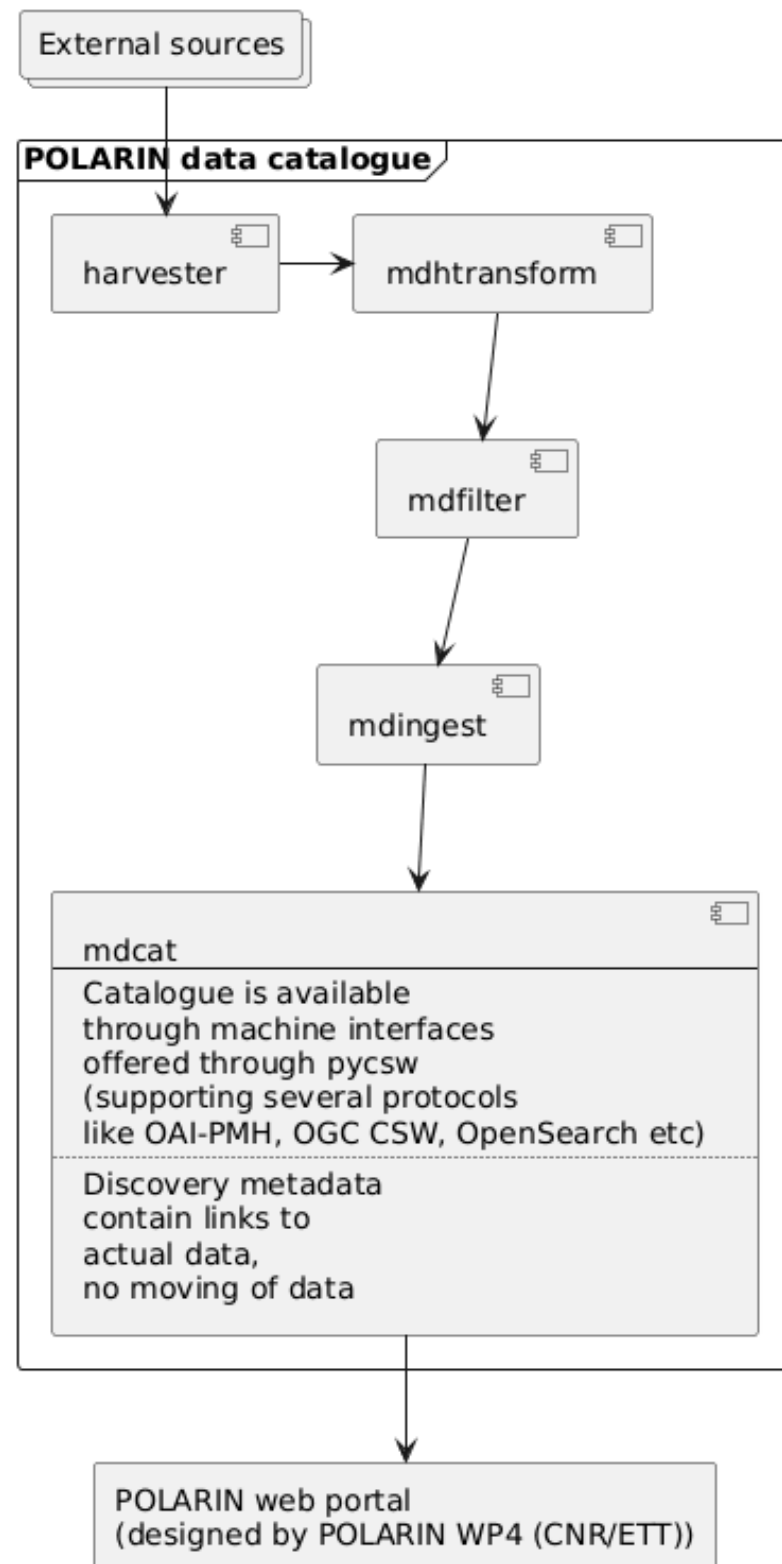 External sources
POLARIN data catalogue
harvester
mdhtransform
mdfilter
mdingest
mdcat
Catalogue is available
through machine interfaces
offered through pycsw
(supporting several protocols
like OAI-PMH, OGC CSW, OpenSearch etc)
Discovery metadata
contain links to
actual data,
no moving of data
POLARIN web portal
(designed by POLARIN WP4 (CNR/ETT))